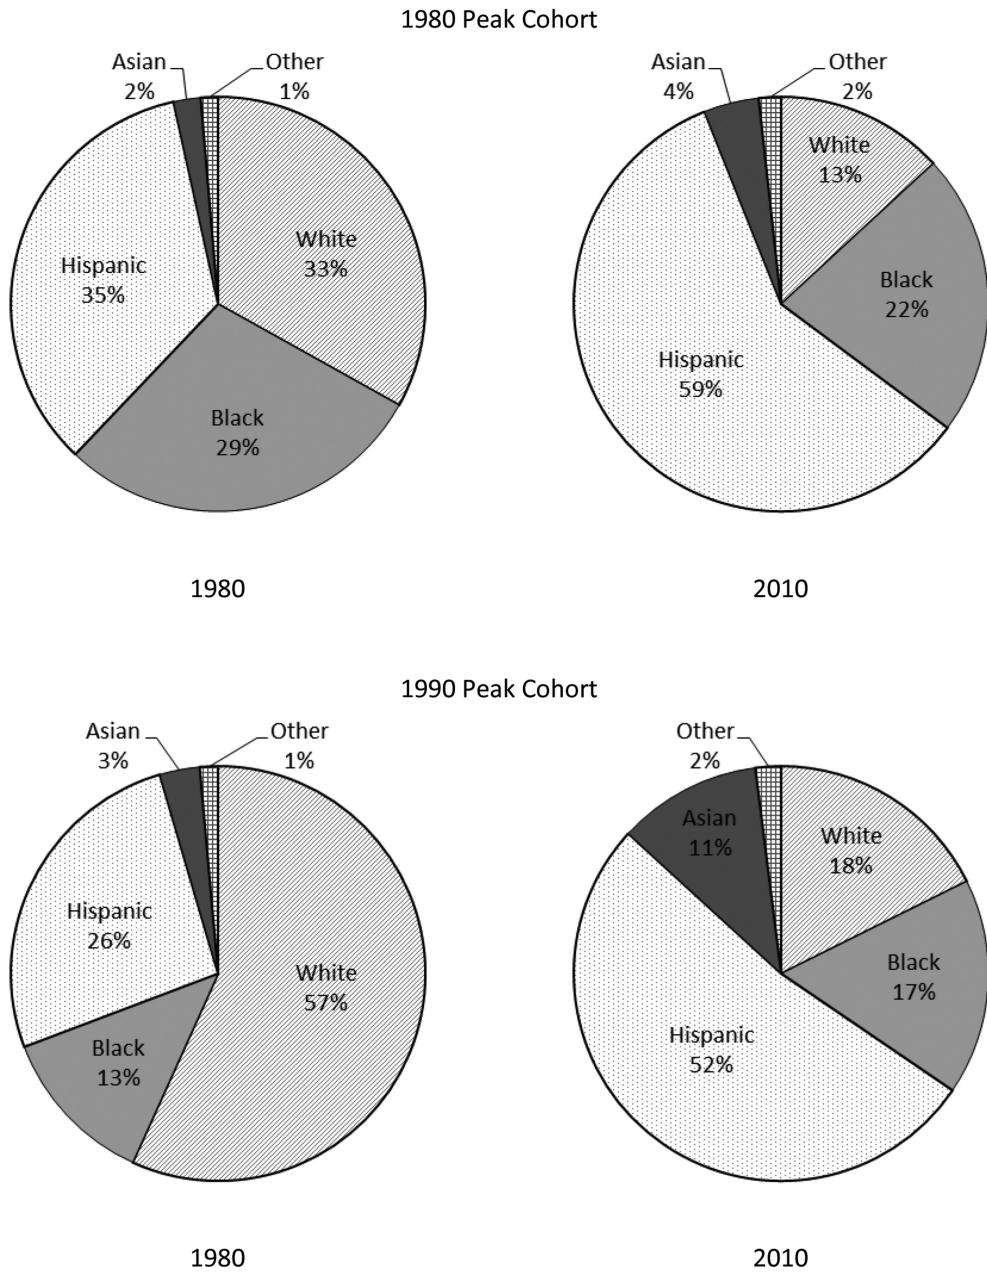 1980 Peak Cohort
Asian
2%
Other
1%
White
33%
Black
29%
Hispanic
35%
1980
Asian
4%
Other
2%
White
13%
Black
22%
Hispanic
59%
2010
1990 Peak Cohort
Asian
3%
Other
1%
White
57%
Black
13%
Hispanic
26%
1980
Other
2%
Asian
11%
White
18%
Black
17%
Hispanic
52%
2010